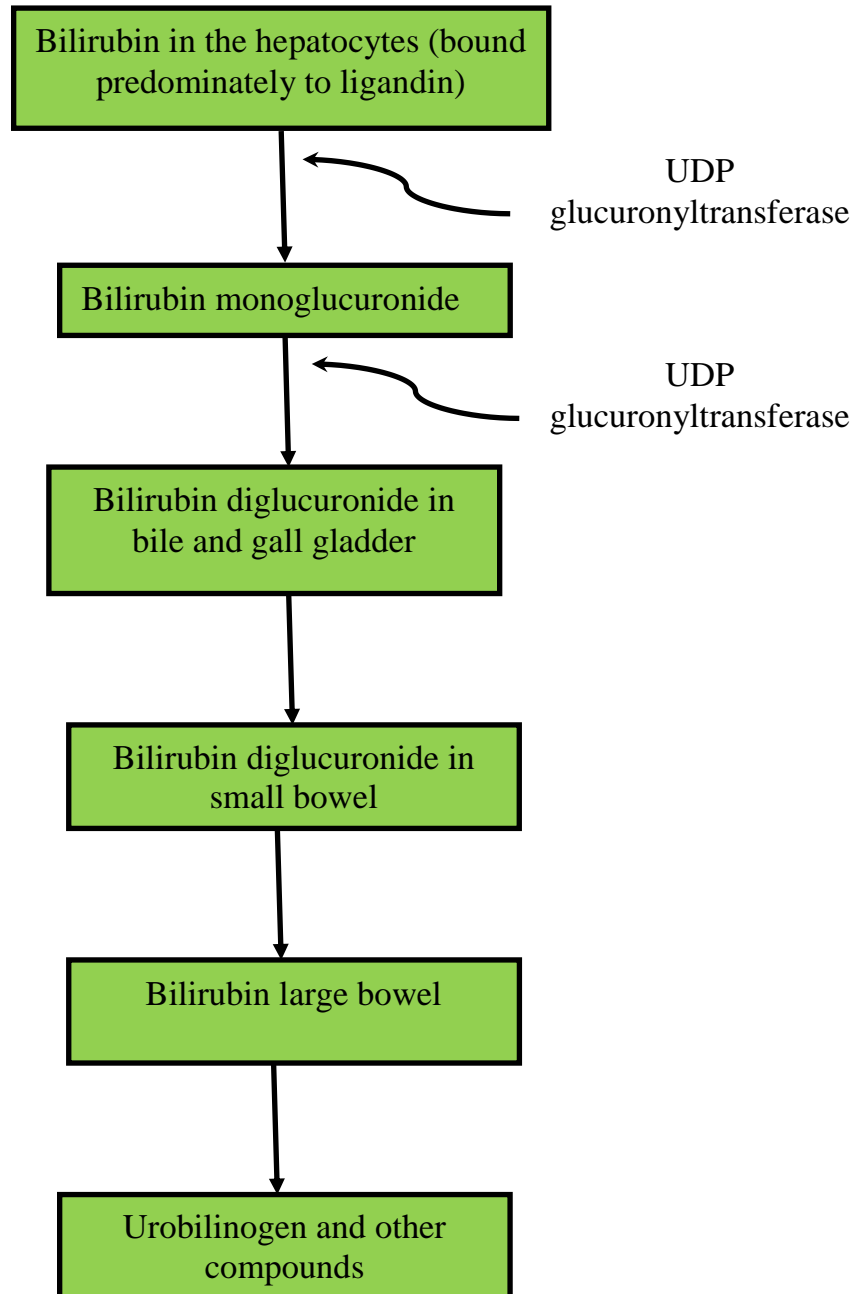 Bilirubin in the hepatocytes (bound
predominately to ligandin)
UDP
glucuronyltransferase
Bilirubin monoglucuronide
UDP
glucuronyltransferase
Bilirubin diglucuronide in
bile and gall gladder
Bilirubin diglucuronide in
small bowel
Bilirubin large bowel
Urobilinogen and other
compounds